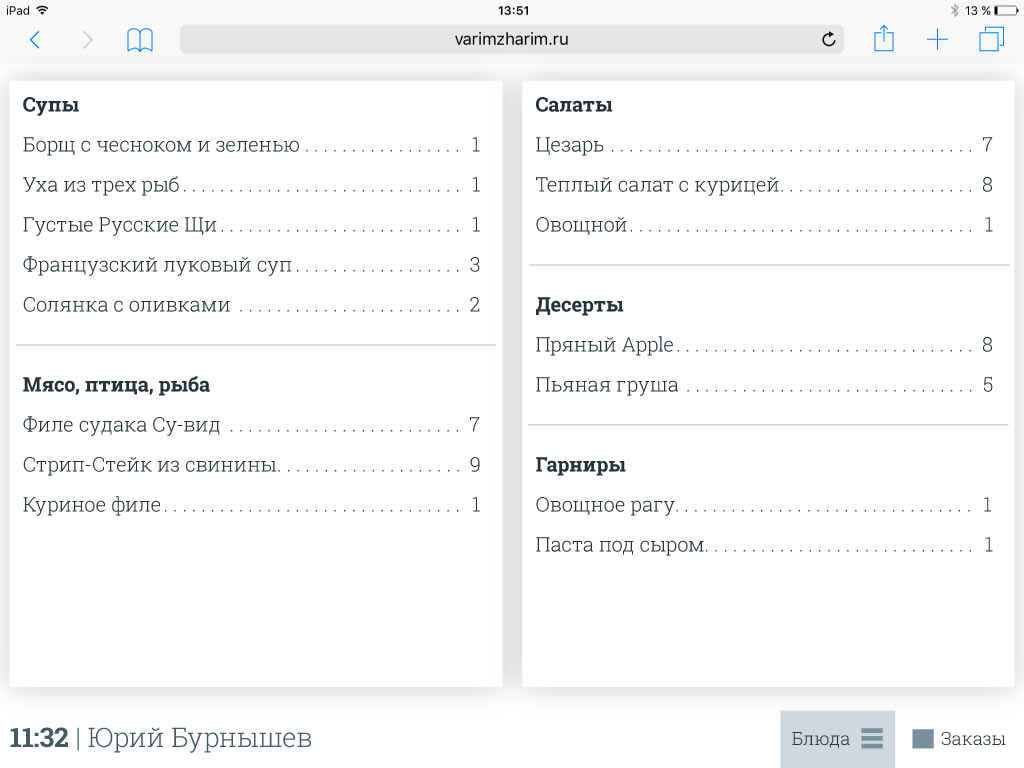 iPad 13:51 13 %
varimzharim.ru
Супы
Борщ с чесноком и зеленью . . . . . . . . . . . . . . . . . 1
Уха из трех рыб . . . . . . . . . . . . . . . . . . . . . . . . . . . 1
Густые Русские Щи . . . . . . . . . . . . . . . . . . . . . . . 1
Французский луковый суп . . . . . . . . . . . . . . . . . . 3
Солянка с оливками . . . . . . . . . . . . . . . . . . . . . . . 2
Мясо, птица, рыба
Филе судака Су-вид . . . . . . . . . . . . . . . . . . . . . . . . 7
Стрип-Стейк из свинины. . . . . . . . . . . . . . . . . . . . 9
Куриное филе . . . . . . . . . . . . . . . . . . . . . . . . . . . . . 1
Салаты
Цезарь . . . . . . . . . . . . . . . . . . . . . . . . . . . . . . . . . . . 7
Теплый салат с курицей. . . . . . . . . . . . . . . . . . . . 8
Овощной . . . . . . . . . . . . . . . . . . . . . . . . . . . . . . . . . 1
Десерты
Пряный Apple . . . . . . . . . . . . . . . . . . . . . . . . . . . . 8
Пьяная груша . . . . . . . . . . . . . . . . . . . . . . . . . . . . 5
Гарниры
Овощное рагу. . . . . . . . . . . . . . . . . . . . . . . . . . . . 1
Паста под сыром. . . . . . . . . . . . . . . . . . . . . . . . . 1
11:32 | Юрий Бурнышев
Блюда
Заказы